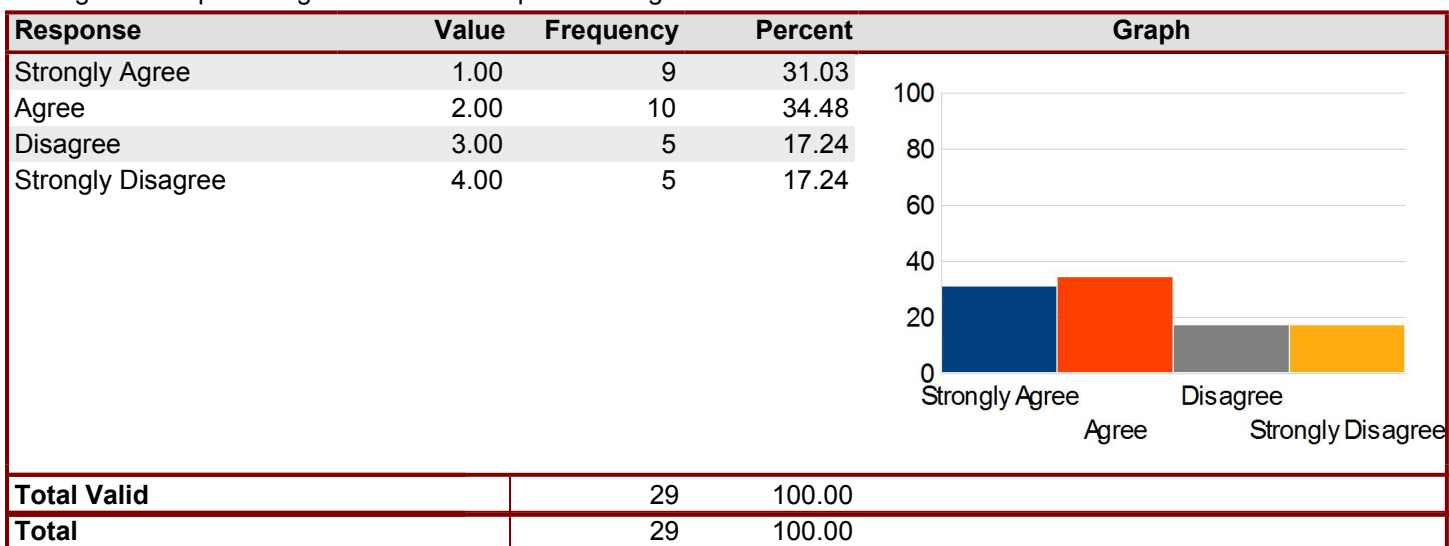 Response Value Frequency Percent Graph
Strongly Agree 1.00 9 31.03
Agree 2.00 10 34.48
Disagree 3.00 5 17.24
Strongly Disagree 4.00 5 17.24
100
80
60
40
20
0
Strongly Agree Disagree
Agree Strongly Disagree
Total Valid 29 100.00
Total 29 100.00